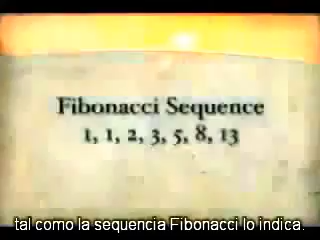 Fibonacci Sequence
1, 1, 2, 3, 5, 8, 13
tal como la sequencia Fibonacci lo indica.